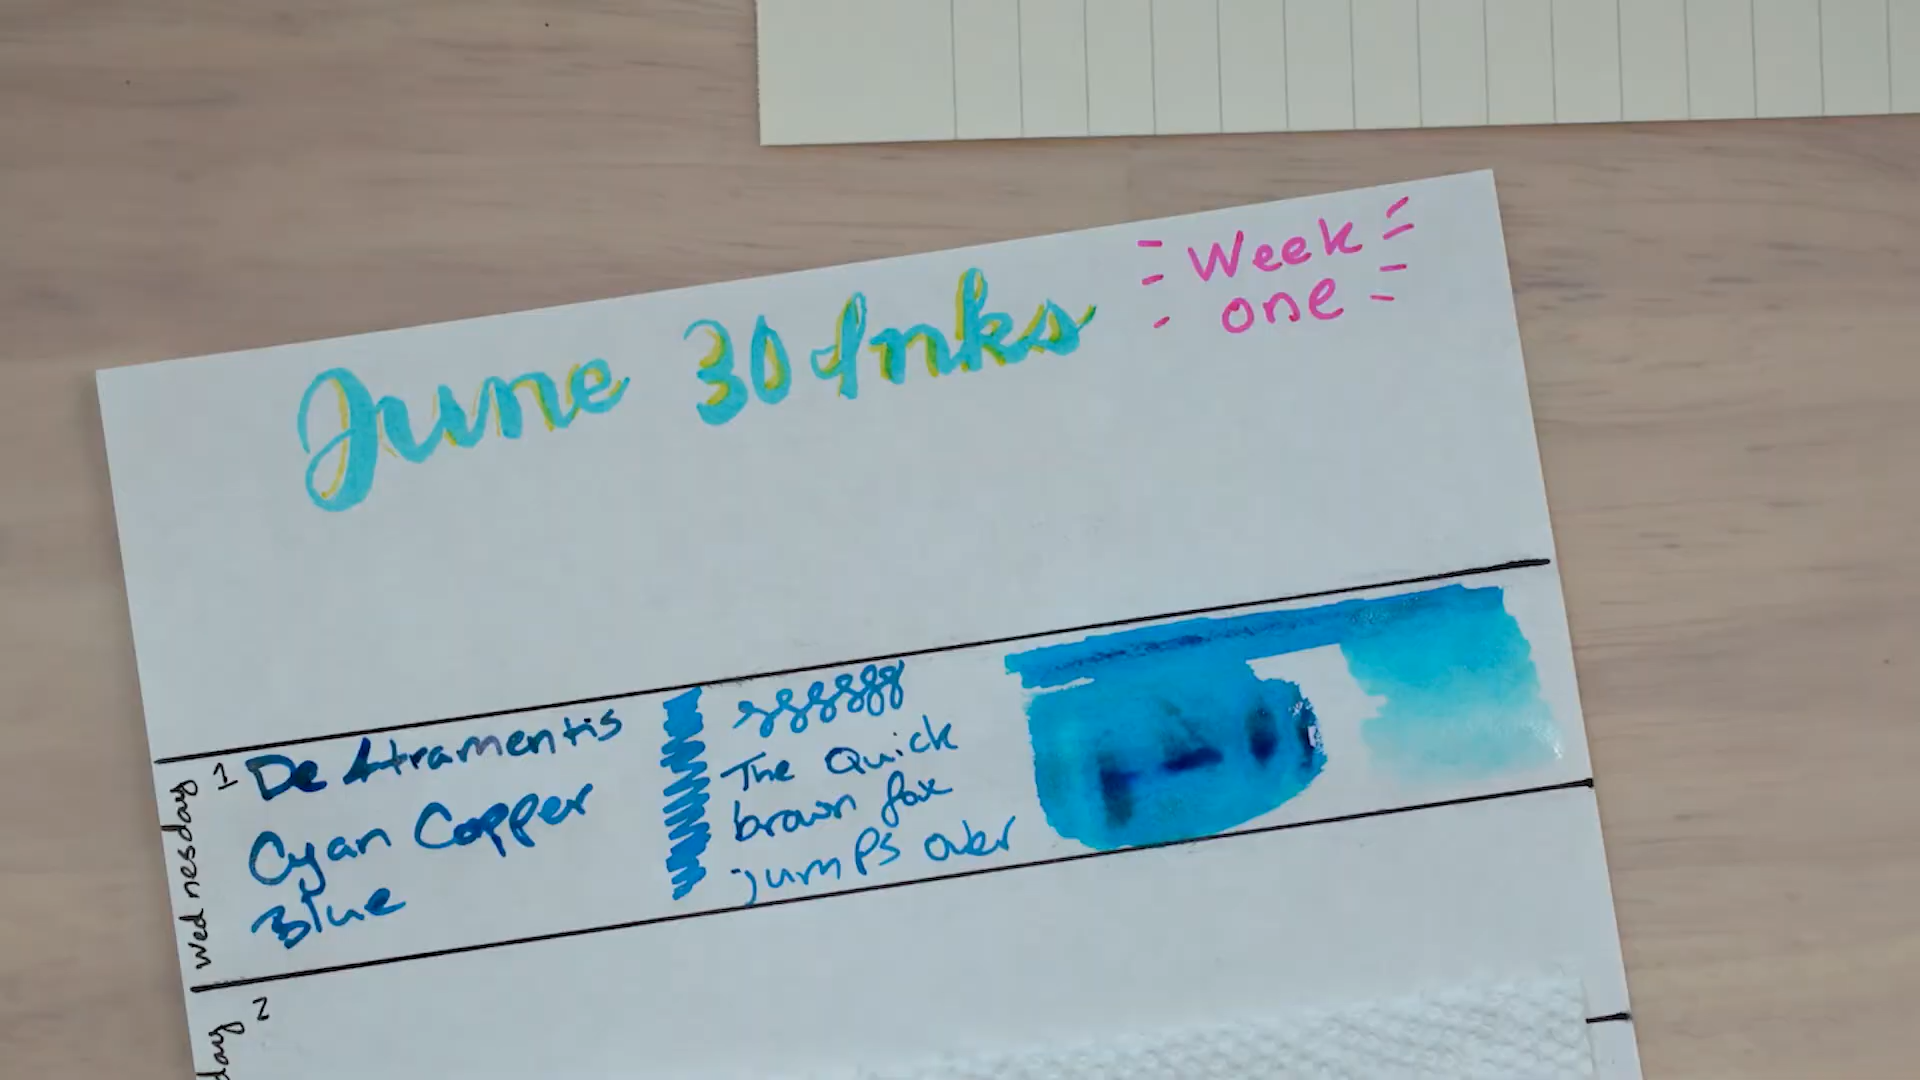 June 30 Inks
Week
one
Wednesday
1
De Atramentis
Cyan Copper
Blue
The Quick
brown fox
jumps over
2
day